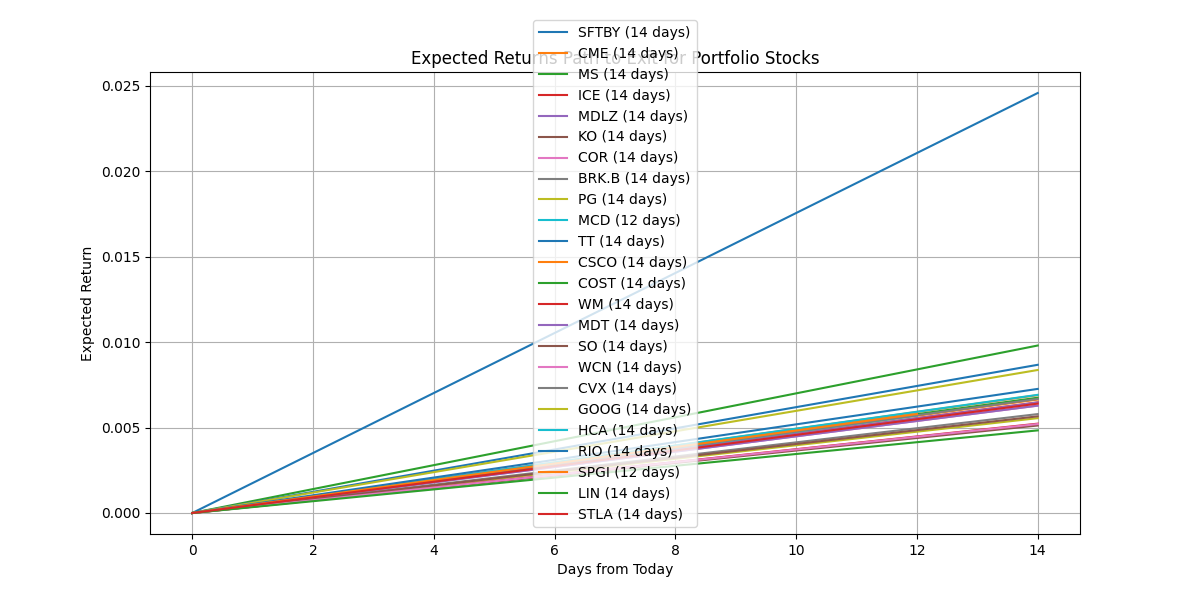 SFTBY (14 days)
CME (14 days)
Expected Returns Path to Exit for Portfolio Stocks
MS (14 days)
ICE (14 days)
MDLZ (14 days)
KO (14 days)
COR (14 days)
BRK.B (14 days)
PG (14 days)
MCD (12 days)
TT (14 days)
CSCO (14 days)
COST (14 days)
WM (14 days)
MDT (14 days)
SO (14 days)
WCN (14 days)
CVX (14 days)
GOOG (14 days)
HCA (14 days)
RIO (14 days)
SPGI (12 days)
LIN (14 days)
STLA (14 days)
0.025
0.020
0.015
0.010
0.005
0.000
Expected Return
0 2 4 6 8 10 12 14
Days from Today